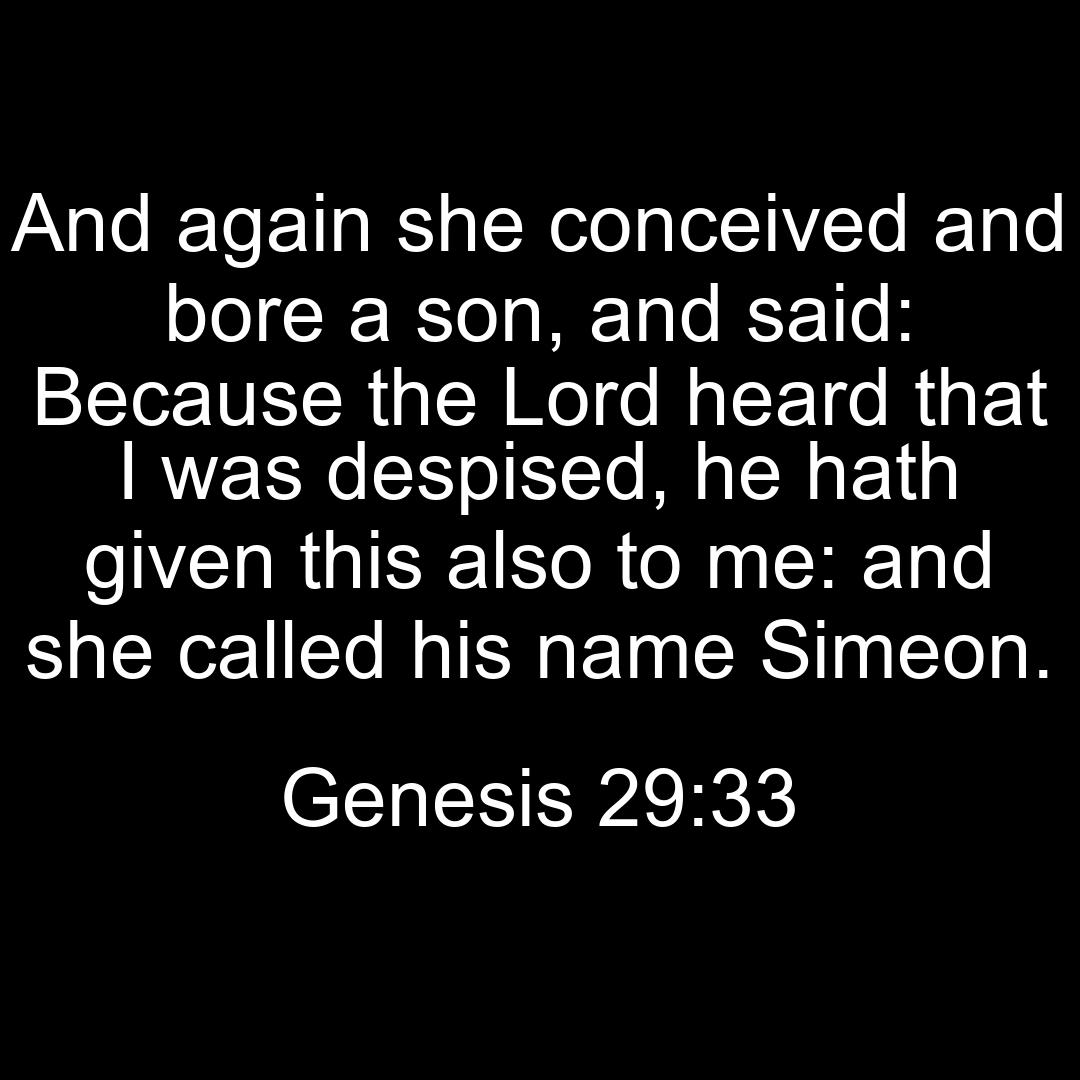 And again she conceived and
bore a son, and said:
Because the Lord heard that
I was despised, he hath
given this also to me: and
she called his name Simeon.
Genesis 29:33